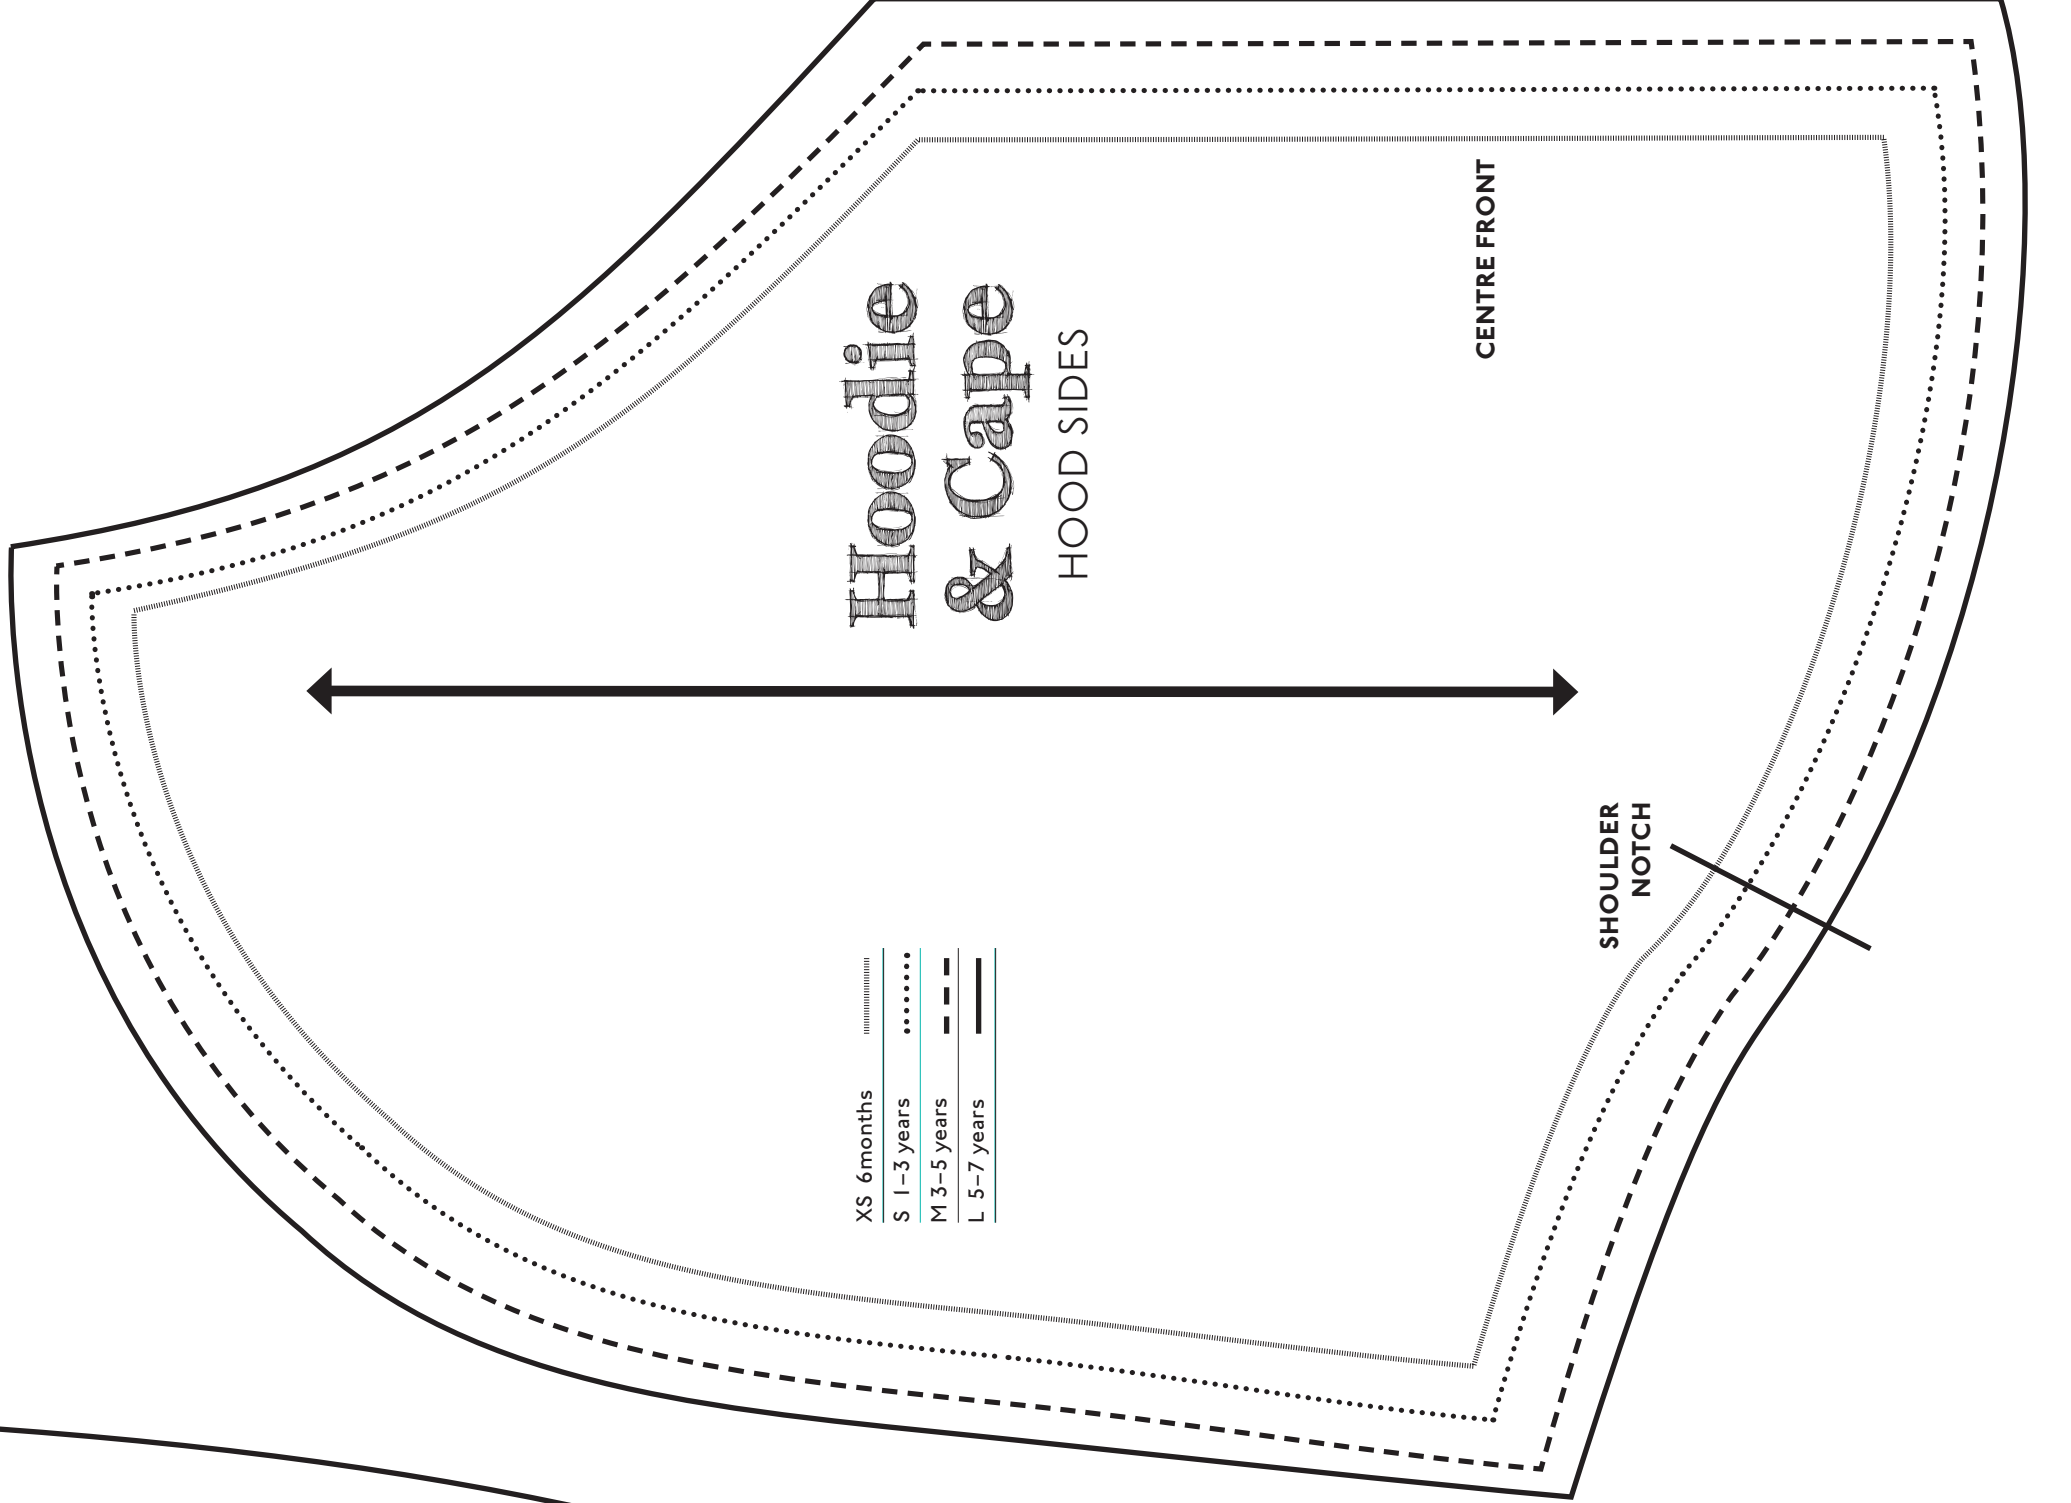 Hoodie
& Cape
HOOD SIDES
CENTRE FRONT
SHOULDER
NOTCH
XS 6months
S 1–3 years
M 3–5 years
L 5–7 years